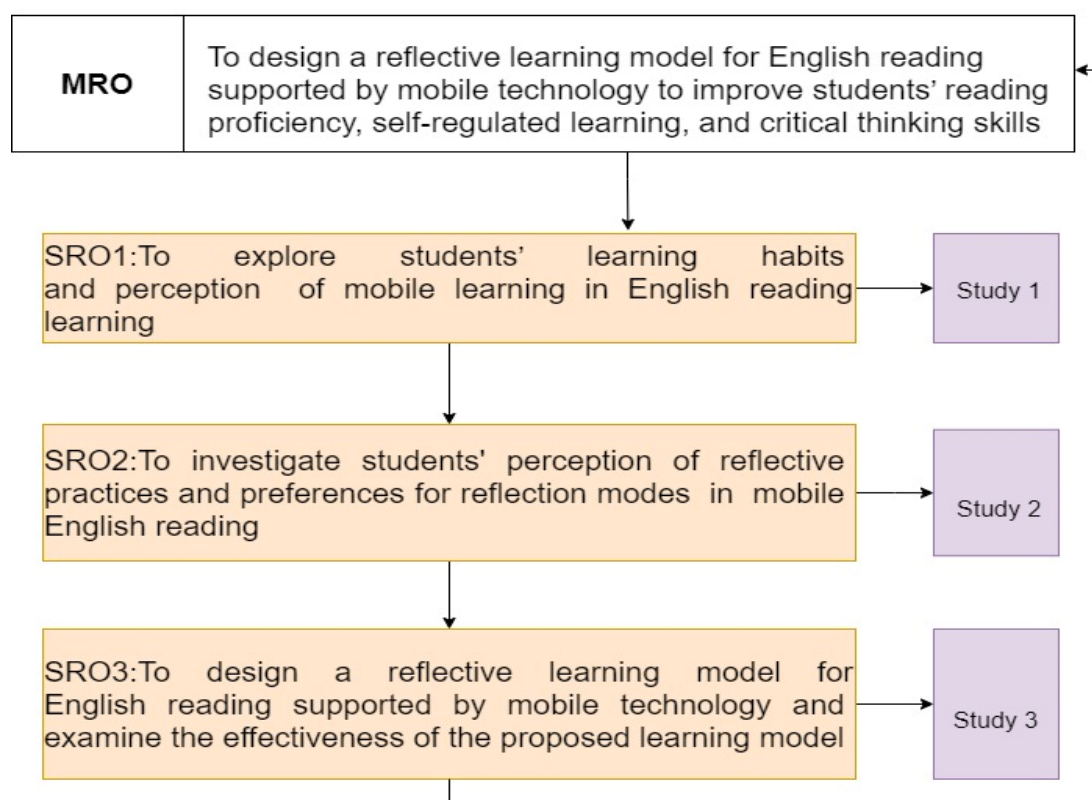 MRO
To design a reflective learning model for English reading
supported by mobile technology to improve students’ reading
proficiency, self-regulated learning, and critical thinking skills
SRO1:To explore students’ learning habits
and perception of mobile learning in English reading
learning
Study 1
SRO2:To investigate students' perception of reflective
practices and preferences for reflection modes in mobile
English reading
Study 2
SRO3:To design a reflective learning model for
English reading supported by mobile technology and
examine the effectiveness of the proposed learning model
Study 3